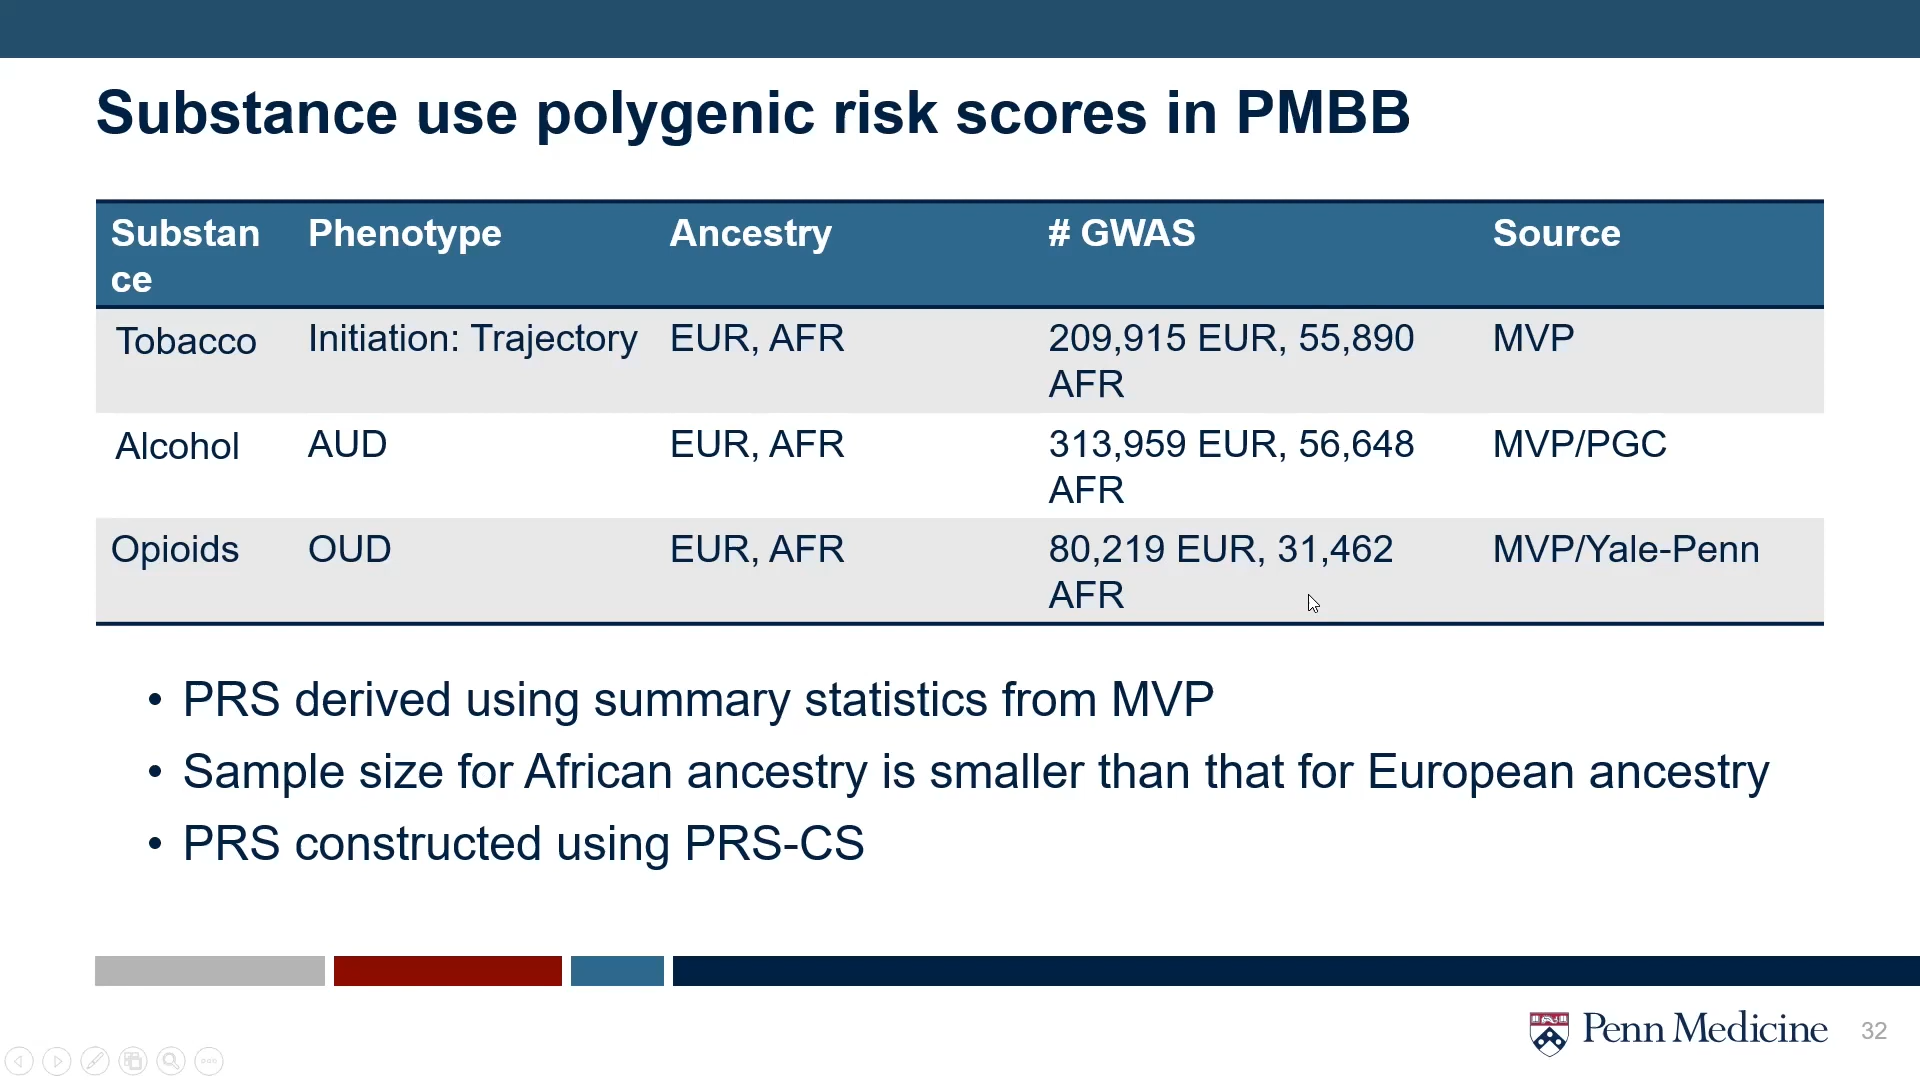 Substance use polygenic risk scores in PMBB
Substan
ce
Phenotype
Ancestry
# GWAS
Source
Tobacco
Initiation: Trajectory
EUR, AFR
209,915 EUR, 55,890
AFR
MVP
Alcohol
AUD
EUR, AFR
313,959 EUR, 56,648
AFR
MVP/PGC
Opioids
OUD
EUR, AFR
80,219 EUR, 31,462
AFR
MVP/Yale-Penn
• PRS derived using summary statistics from MVP
• Sample size for African ancestry is smaller than that for European ancestry
• PRS constructed using PRS-CS
Penn Medicine
32